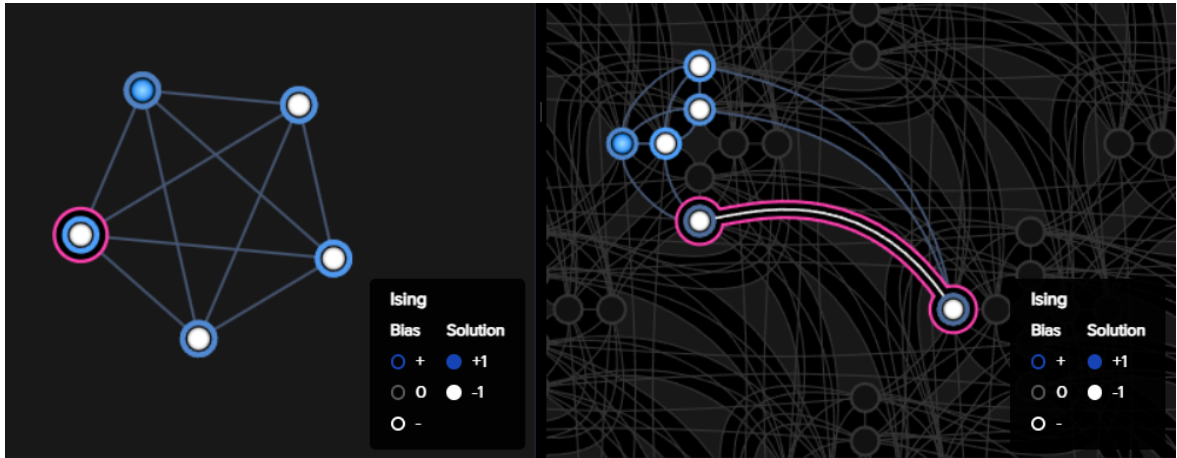 Ising
Bias Solution
+ +1
0 -1
-
Ising
Bias Solution
+ +1
0 -1
-